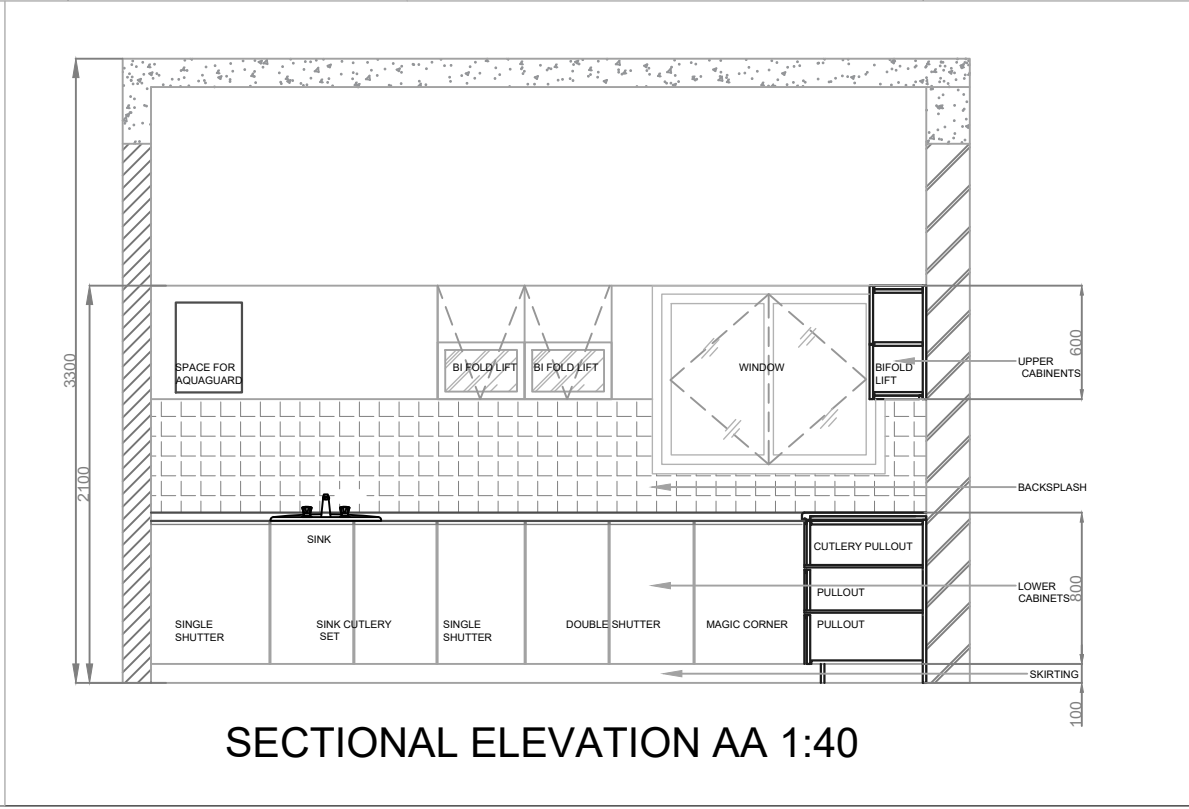 3300
2100
SPACE FOR
AQUAGUARD
BI FOLD LIFT
BI FOLD LIFT
WINDOW
BIFOLD
LIFT
600
UPPER
CABINENTS
BACKSPLASH
SINK
CUTLERY PULLOUT
PULLOUT
PULLOUT
LOWER
CABINETS
800
SINGLE
SHUTTER
SINK CUTLERY
SET
SINGLE
SHUTTER
DOUBLE SHUTTER
MAGIC CORNER
SKIRTING
100
SECTIONAL ELEVATION AA 1:40